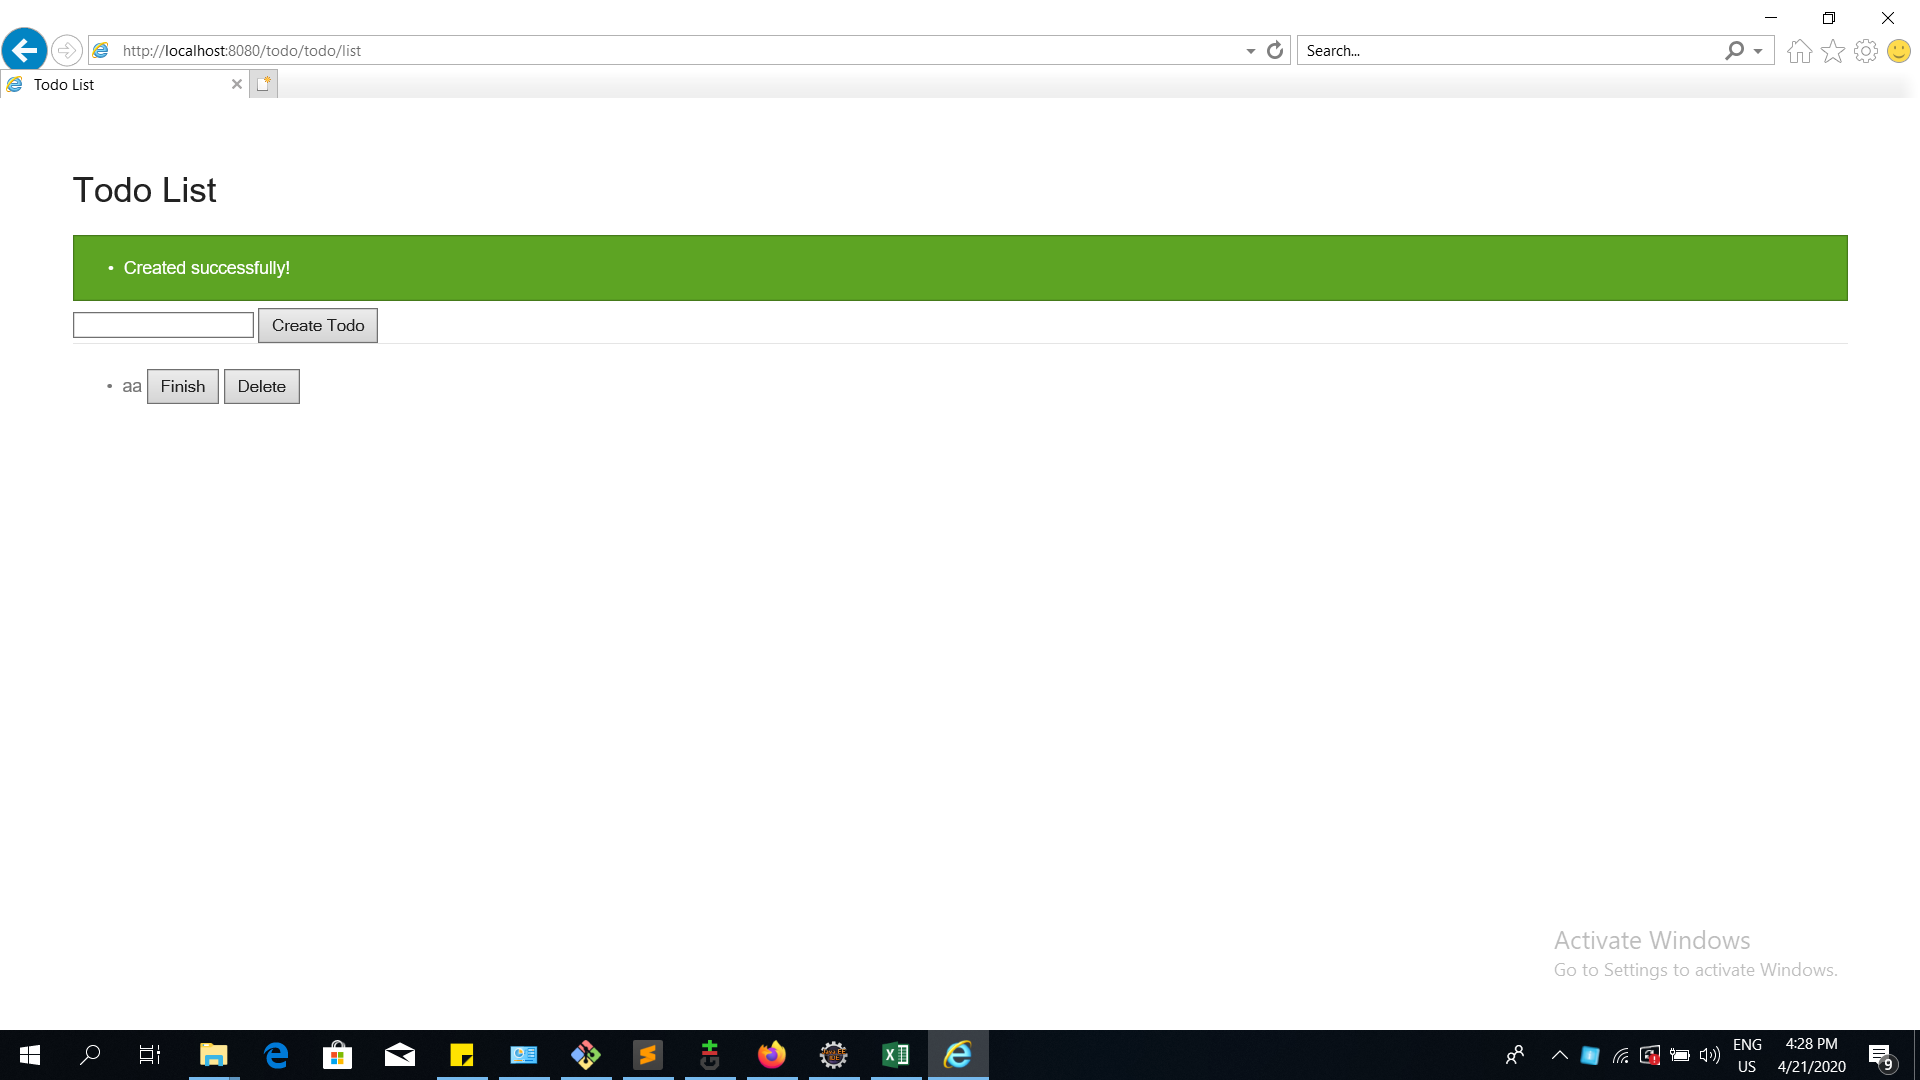 http://localhost:8080/todo/todo/list
Search...
Todo List
Todo List
Created successfully!
Create Todo
aa Finish Delete
Activate Windows
Go to Settings to activate Windows.
ENG
US
4:28 PM
4/21/2020
9